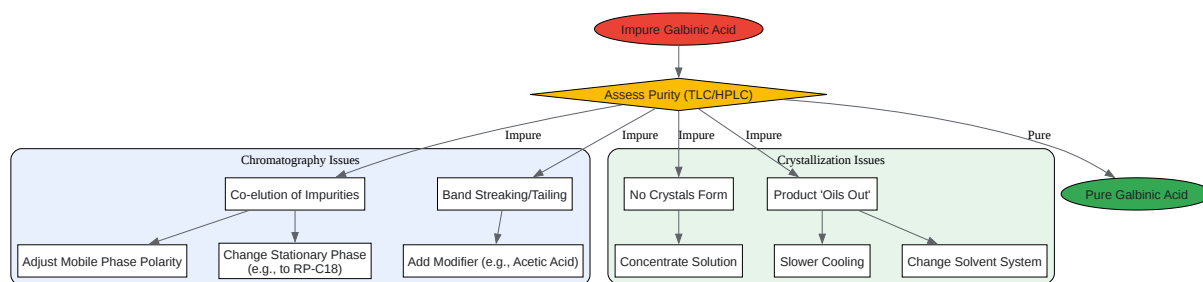 Impure Galbinic Acid
Assess Purity (TLC/HPLC)
Impure
Impure
Impure
Impure
Pure
Chromatography Issues
Crystallization Issues
Co-elution of Impurities
Band Streaking/Tailing
No Crystals Form
Product 'Oils Out'
Pure Galbinic Acid
Adjust Mobile Phase Polarity
Change Stationary Phase
(e.g., to RP-C18)
Add Modifier (e.g., Acetic Acid)
Concentrate Solution
Slower Cooling
Change Solvent System